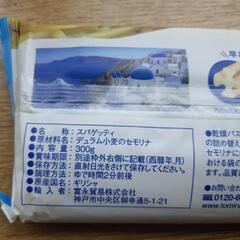 ●名　称：スパゲッティ
●原材料名：デュラム小麦のセモリナ
●内容量：300g
●賞味期限：別途枠外右側に記載(西暦年,月)
●保存方法：直射日光をさけて保存してください。
●調理方法：ゆで時間2分前後
●原産国名：ギリシャ
●輸入者：富永貿易株式会社
神戸市中央区御幸通5-1-21
●乾燥パス
の詰め替え
セモリナに